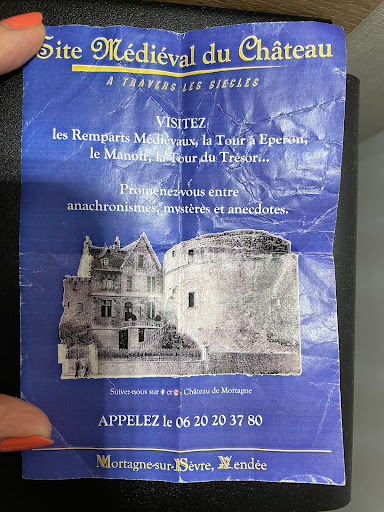 Site Médiéval du Château
A TRAVERS LES SIECLES
VISITEZ
les Remparts Médiévaux, la Tour à Eperon,
le Manoir, la Tour du Trésor...
Promenez-vous entre
anachronismes, mystères et anecdotes.
Suivez-nous sur et : Château de Mortagne
APPELEZ le 06 20 20 37 80
Mortagne-sur-Sèvre, Vendée